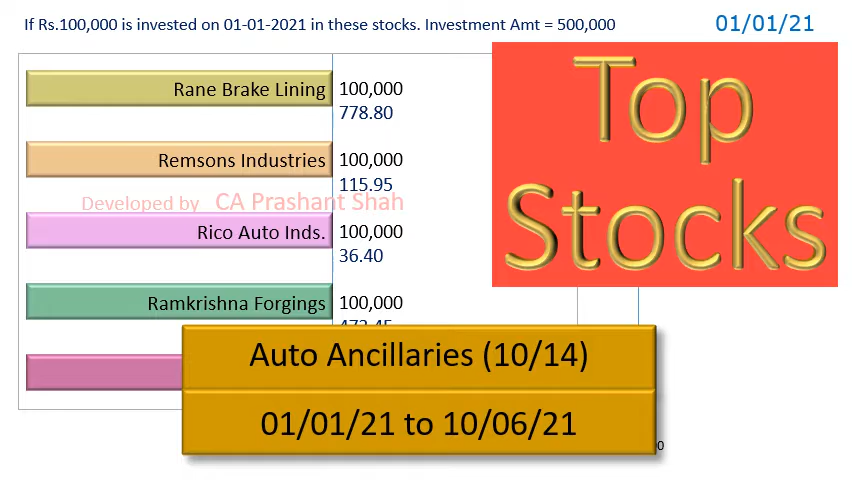 If Rs.100,000 is invested on 01-01-2021 in these stocks. Investment Amt = 500,000
01/01/21
Top
Stocks
Rane Brake Lining 100,000
778.80
Remsons Industries 100,000
115.95
Developed by CA Prashant Shah
Rico Auto Inds. 100,000
36.40
Ramkrishna Forgings 100,000
Auto Ancillaries (10/14)
01/01/21 to 10/06/21